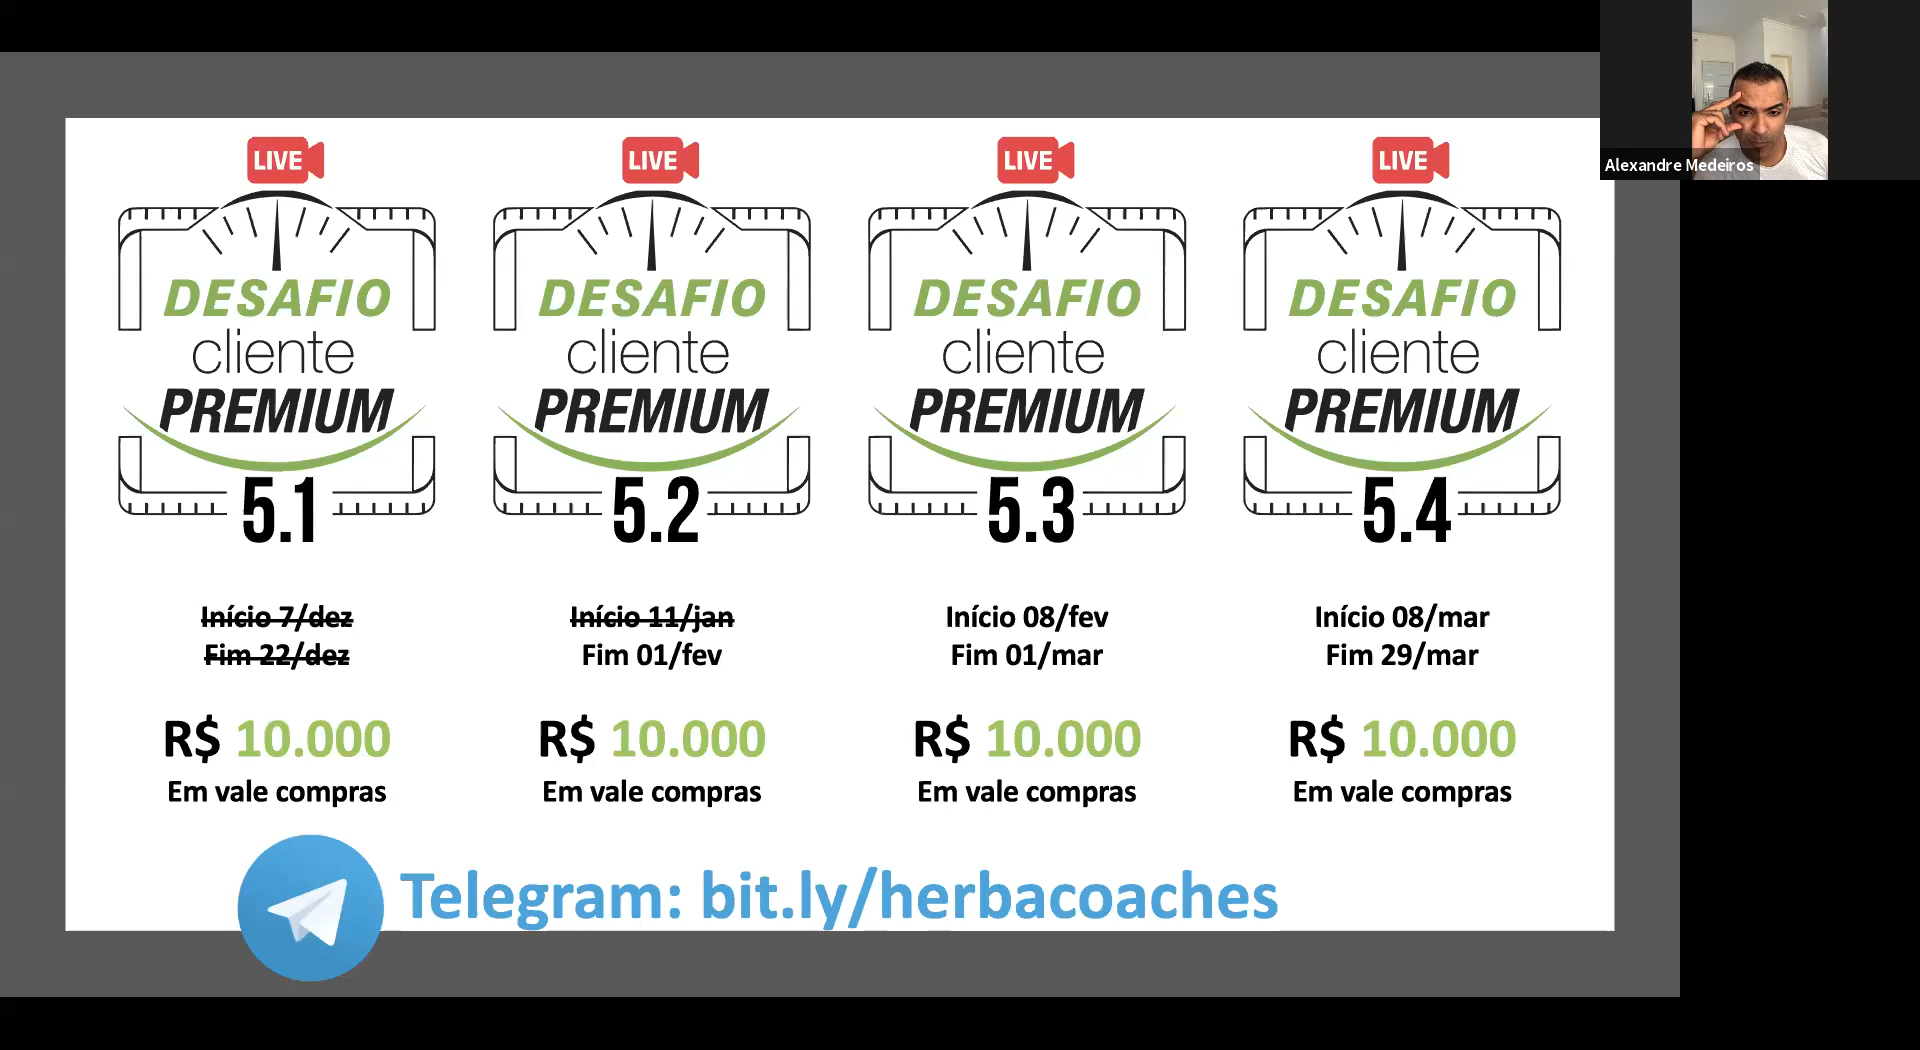 LIVE
DESAFIO
cliente
PREMIUM
5.1
Início 7/dez
Fim 22/dez
R$ 10.000
Em vale compras
LIVE
DESAFIO
cliente
PREMIUM
5.2
Início 11/jan
Fim 01/fev
R$ 10.000
Em vale compras
LIVE
DESAFIO
cliente
PREMIUM
5.3
Início 08/fev
Fim 01/mar
R$ 10.000
Em vale compras
LIVE
DESAFIO
cliente
PREMIUM
5.4
Início 08/mar
Fim 29/mar
R$ 10.000
Em vale compras
Telegram: bit.ly/herbacoaches
Alexandre Medeiros